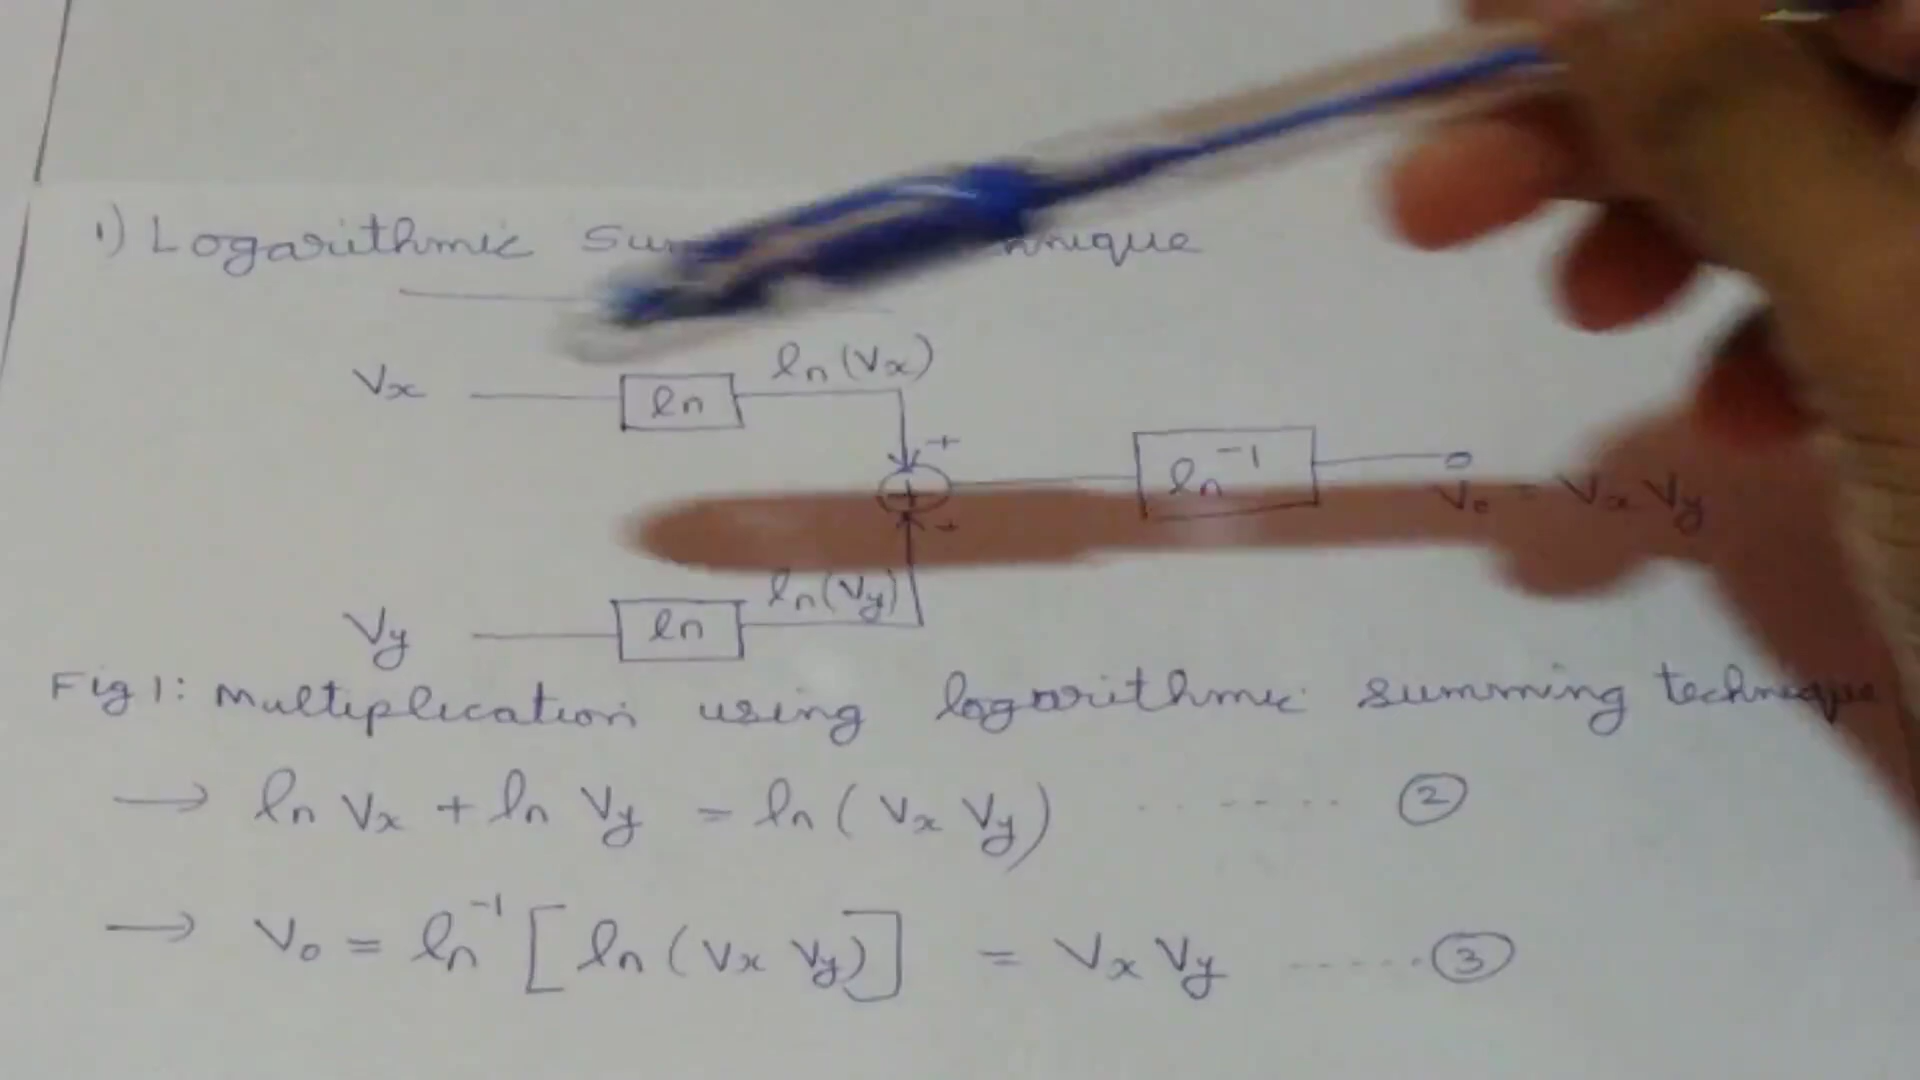 1) Logarithmic
Vx
ln
ln (Vx)
+
+
ln⁻¹
Vo = Vx Vy
+
ln (Vy)
Vy
ln
Fig 1: Multiplication using logarithmic summing technique
→ ln Vx + ln Vy = ln ( Vx Vy ) ........ ②
→ Vo = ln⁻¹ [ ln ( Vx Vy ) ] = Vx Vy ...... ③